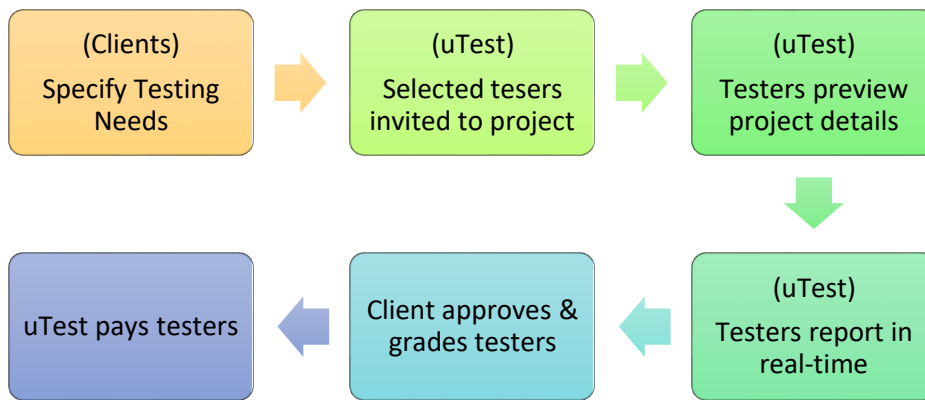 (Clients)
Specify Testing
Needs
(uTest)
Selected tesers
invited to project
(uTest)
Testers preview
project details
(uTest)
Testers report in
real-time
Client approves &
grades testers
uTest pays testers